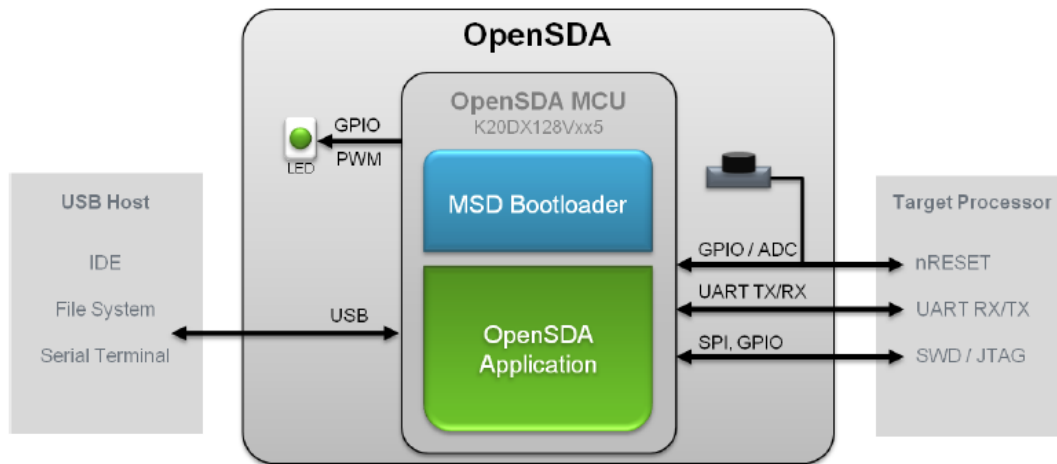 OpenSDA
OpenSDA MCU
K20DX128Vxx5
GPIO
PWM
LED
MSD Bootloader
OpenSDA
Application
USB Host
IDE
File System
Serial Terminal
USB
GPIO / ADC
UART TX/RX
SPI, GPIO
Target Processor
nRESET
UART RX/TX
SWD / JTAG